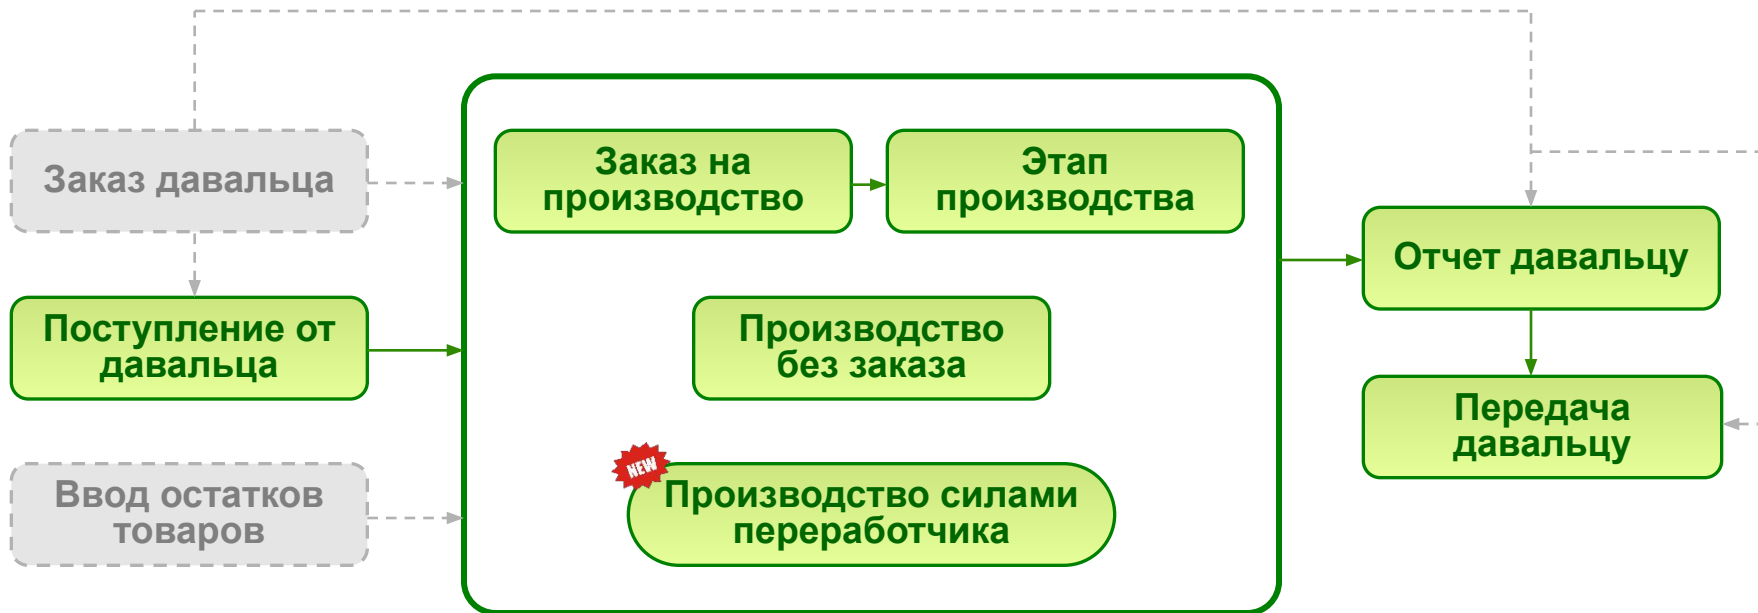 Заказ давальца
Заказ на
производство
Этап
производства
Отчет давальцу
Поступление от
давальца
Производство
без заказа
Передача
давальцу
Ввод остатков
товаров
NEW
Производство силами
переработчика